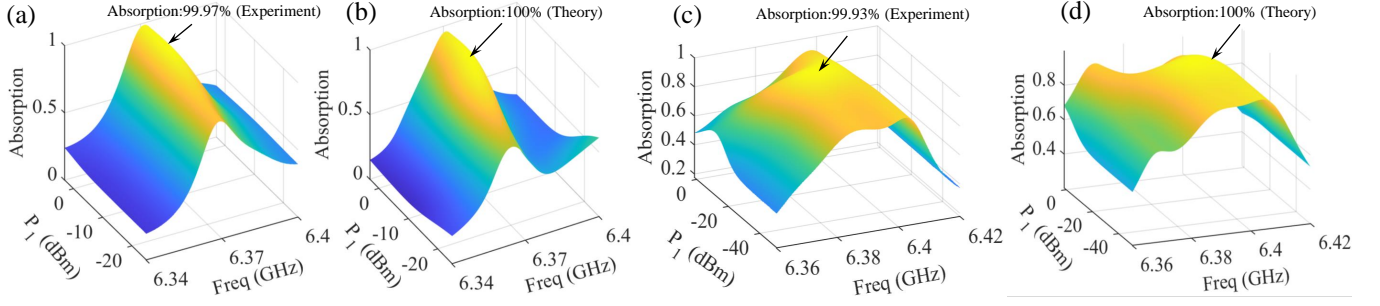 (a)
Absorption:99.97% (Experiment)
1
0.5
0
Absorption
0
-10
-20
P_1 (dBm)
6.34
6.37
6.4
Freq (GHz)
(b)
Absorption:100% (Theory)
1
0.5
0
Absorption
0
-10
-20
P_1 (dBm)
6.34
6.37
6.4
Freq (GHz)
(c)
Absorption:99.93% (Experiment)
1
0.8
0.6
0.4
0.2
Absorption
0
-20
-40
P_1 (dBm)
6.36
6.38
6.4
6.42
Freq (GHz)
(d)
Absorption:100% (Theory)
0.8
0.6
0.4
Absorption
0
-20
-40
P_1 (dBm)
6.36
6.38
6.4
6.42
Freq (GHz)